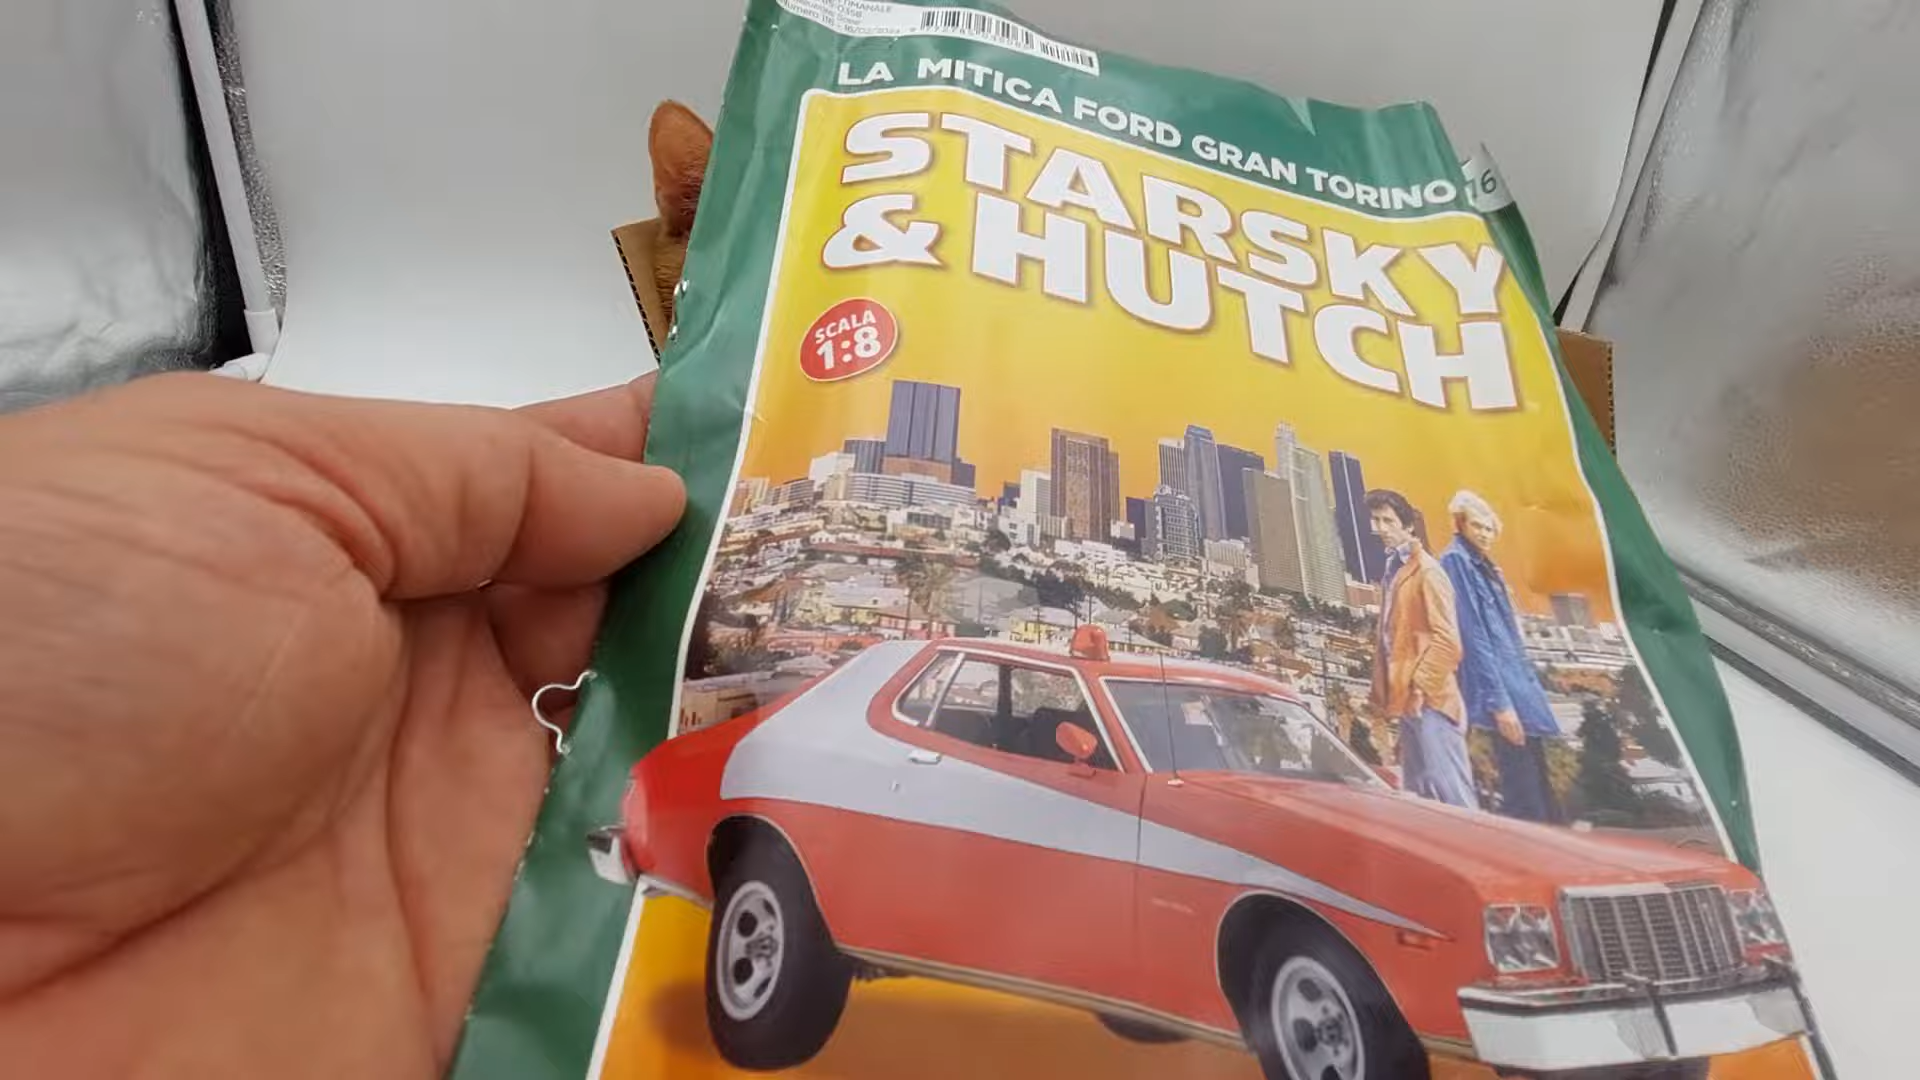 LA MITICA FORD GRAN TORINO
STARSKY
& HUTCH
SCALA
1:8